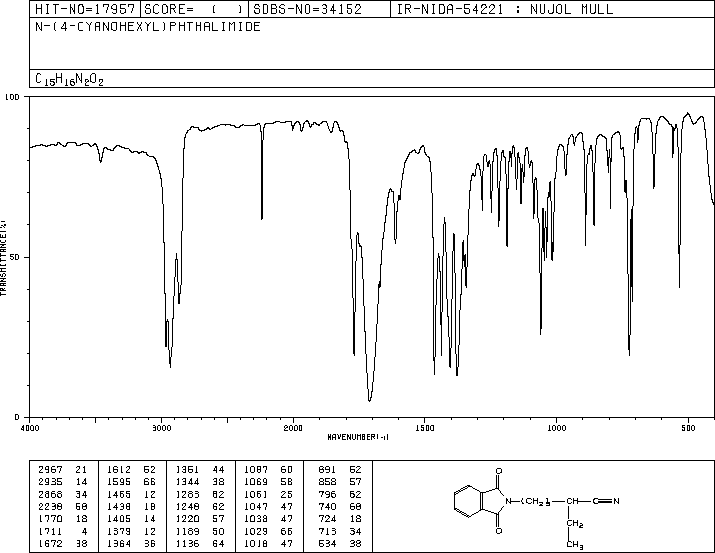 HIT-NO=17957 SCORE= ( ) SDBS-NO=34152 IR-NIDA-54221 : NUJOL MULL
N-(4-CYANOHEXYL)PHTHALIMIDE
C15H16N2O2
100
50
0
TRANSMITTANCE(%)
4000 3000 2000 1500 1000 500
WAVENUMBER(-1)
2967 21 1612 52 1351 44 1087 60 891 52
2935 14 1595 66 1344 38 1069 58 858 57
2868 34 1465 12 1283 62 1061 25 796 62
2238 60 1438 18 1248 62 1047 47 740 68
1770 18 1405 14 1220 57 1038 47 724 18
1711 4 1379 12 1189 50 1029 66 713 34
1672 38 1364 36 1136 64 1018 47 534 38
O
N—(CH2)3—CH—C≡N
O
CH2
CH3